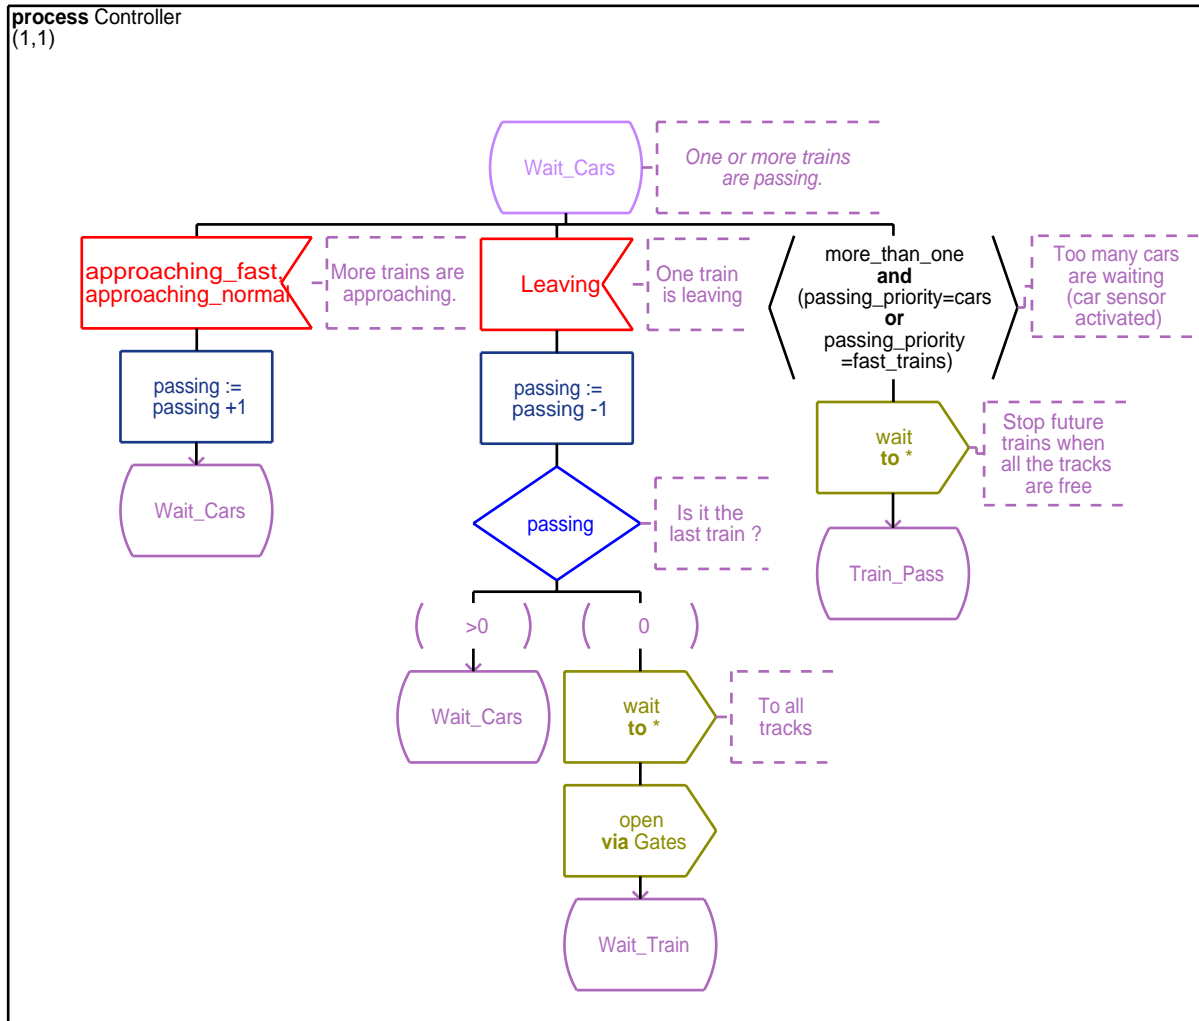 process Controller
(1,1)
Wait_Cars
One or more trains
are passing.
approaching_fast,
approaching_normal
More trains are
approaching.
Leaving
One train
is leaving
more_than_one
and
(passing_priority=cars
or
passing_priority
=fast_trains)
Too many cars
are waiting
(car sensor
activated)
passing :=
passing +1
passing :=
passing -1
wait
to *
Stop future
trains when
all the tracks
are free
Wait_Cars
passing
Is it the
last train ?
Train_Pass
>0
0
Wait_Cars
wait
to *
To all
tracks
open
via Gates
Wait_Train